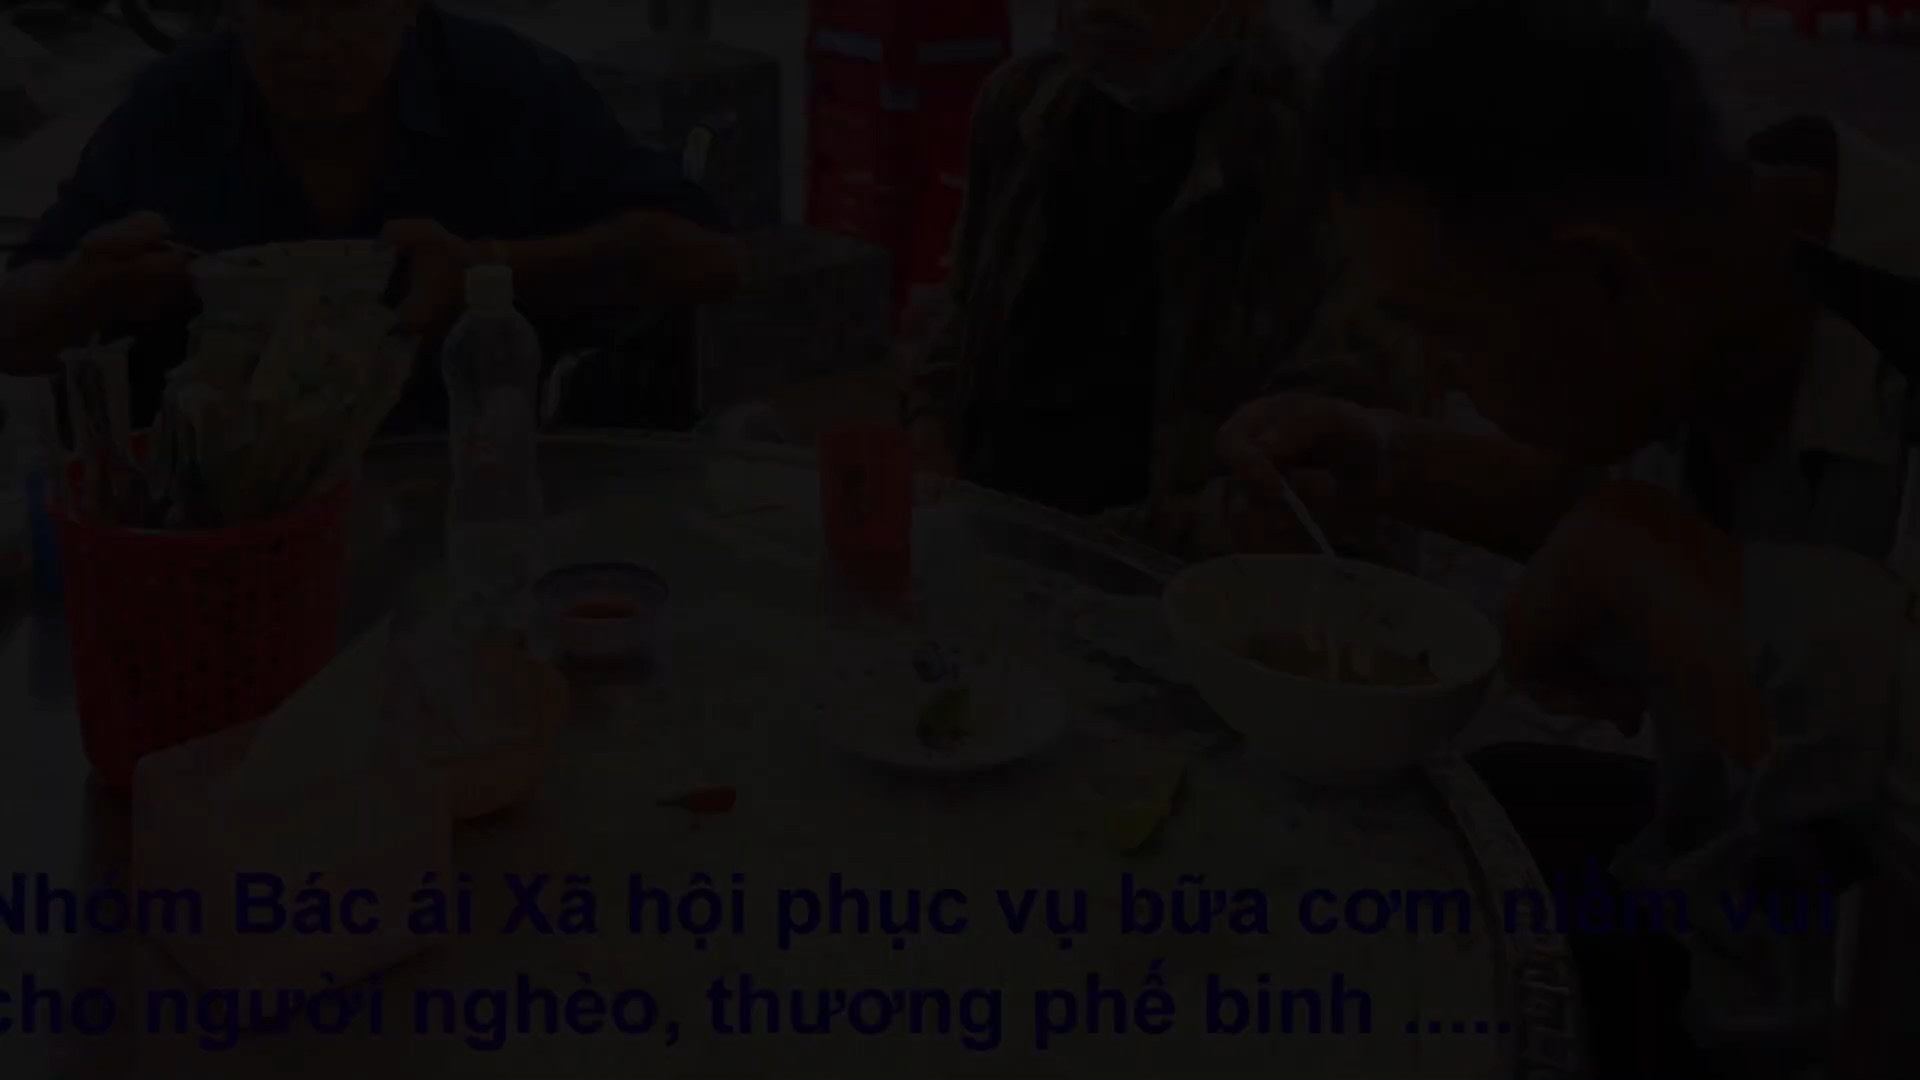 Nhóm Bác ái Xã hội phục vụ bữa cơm niềm vui
cho người nghèo, thương phế binh .....